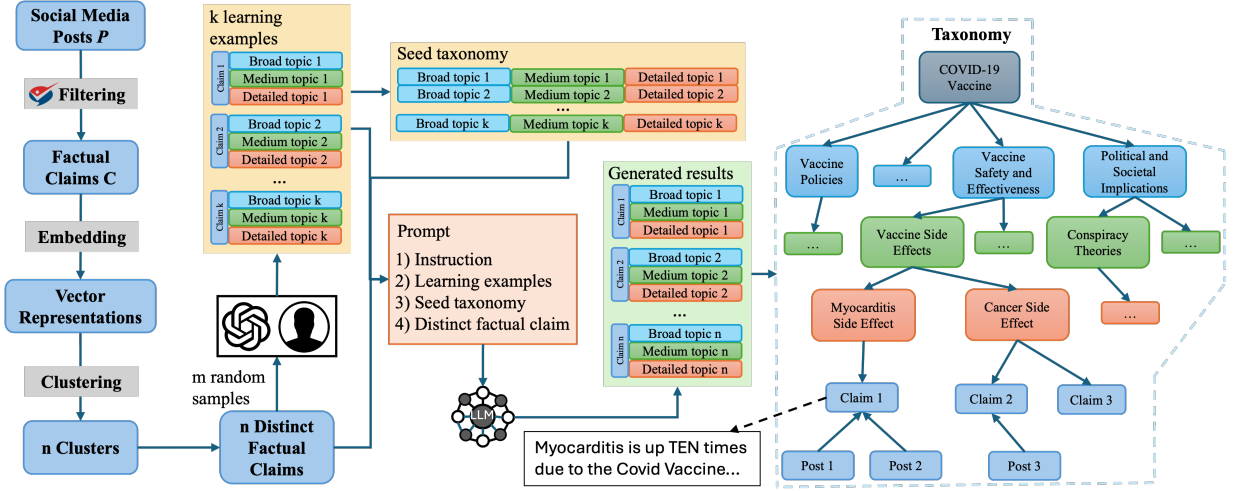 Social Media
Posts P
Filtering
Factual
Claims C
Embedding
Vector
Representations
Clustering
n Clusters
k learning
examples
Claim 1
Broad topic 1
Medium topic 1
Detailed topic 1
Claim 2
Broad topic 2
Medium topic 2
Detailed topic 2
...
Claim k
Broad topic k
Medium topic k
Detailed topic k
m random
samples
n Distinct
Factual
Claims
Seed taxonomy
Broad topic 1 Medium topic 1 Detailed topic 1
Broad topic 2 Medium topic 2 Detailed topic 2
...
Broad topic k Medium topic k Detailed topic k
Prompt
1) Instruction
2) Learning examples
3) Seed taxonomy
4) Distinct factual claim
LLM
Generated results
Claim 1
Broad topic 1
Medium topic 1
Detailed topic 1
Claim 2
Broad topic 2
Medium topic 2
Detailed topic 2
...
Claim n
Broad topic n
Medium topic n
Detailed topic n
Myocarditis is up TEN times
due to the Covid Vaccine...
Taxonomy
COVID-19
Vaccine
Vaccine
Policies
...
Vaccine
Safety and
Effectiveness
Political and
Societal
Implications
...
Vaccine Side
Effects
...
Conspiracy
Theories
...
Myocarditis
Side Effect
Cancer Side
Effect
...
Claim 1
Claim 2
Claim 3
Post 1
Post 2
Post 3